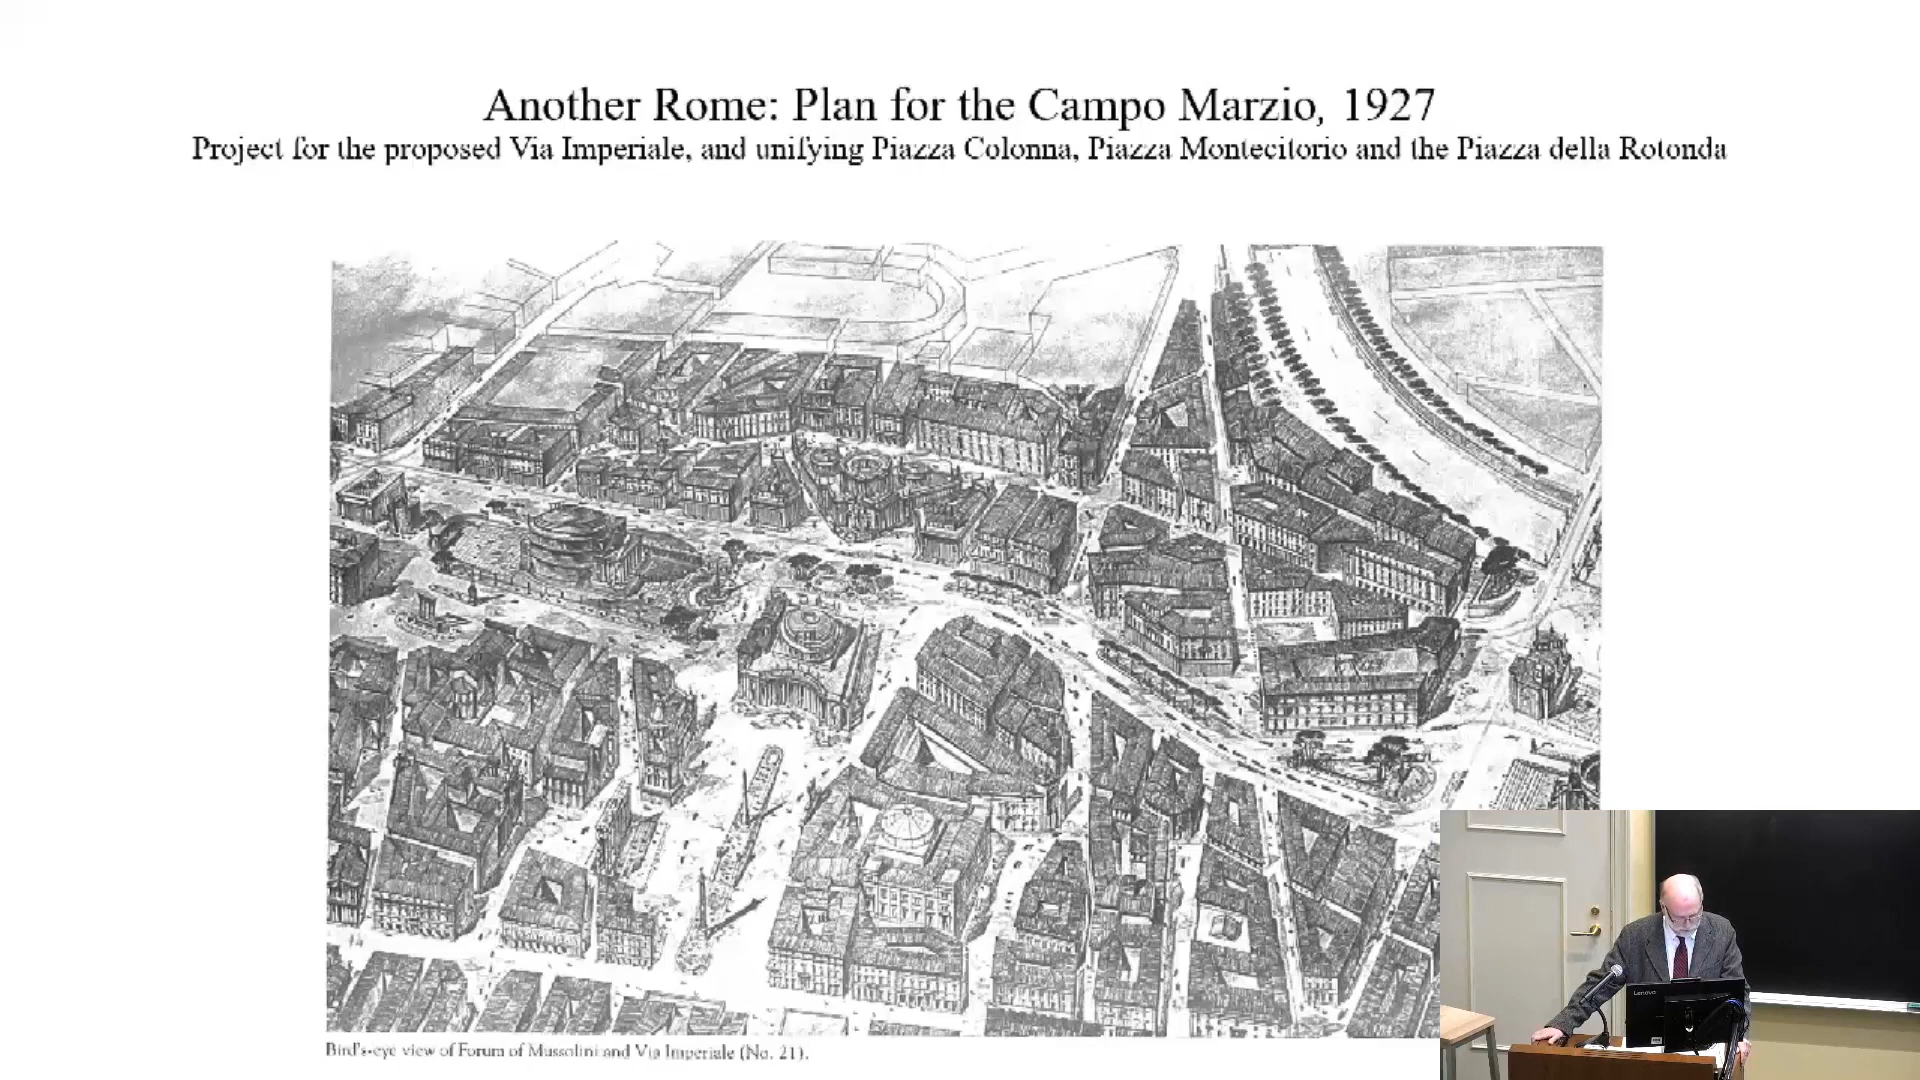 Another Rome: Plan for the Campo Marzio, 1927
Project for the proposed Via Imperiale, and unifying Piazza Colonna, Piazza Montecitorio and the Piazza della Rotonda
Bird's-eye view of Forum of Mussolini and Via Imperiale (No. 21).
Lenovo